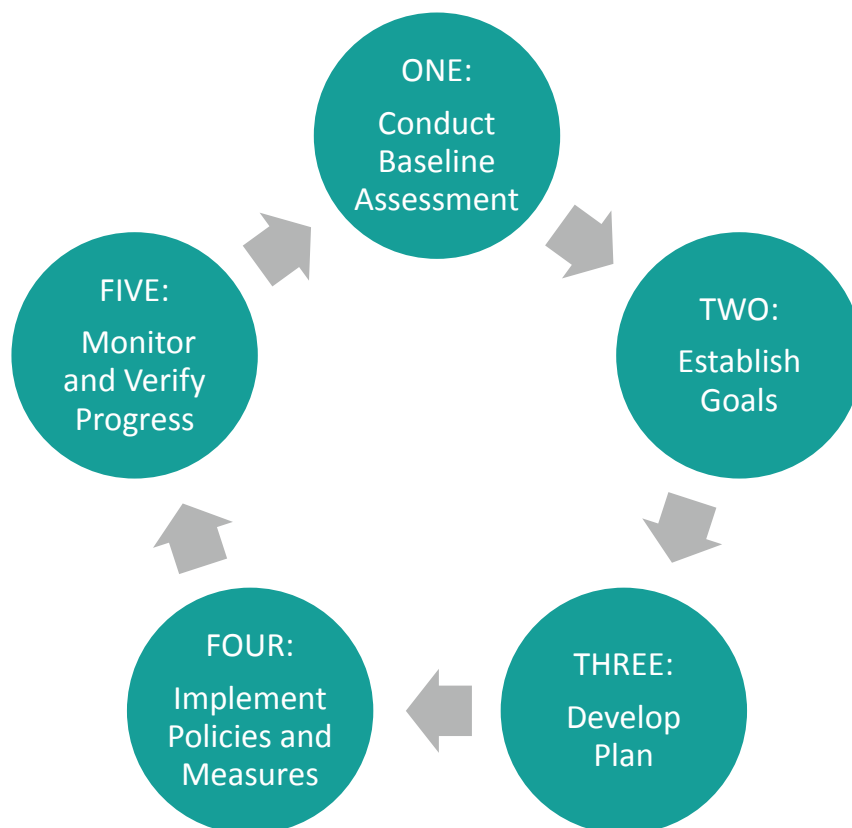 ONE:
Conduct
Baseline
Assessment
TWO:
Establish
Goals
THREE:
Develop
Plan
FOUR:
Implement
Policies and
Measures
FIVE:
Monitor
and Verify
Progress